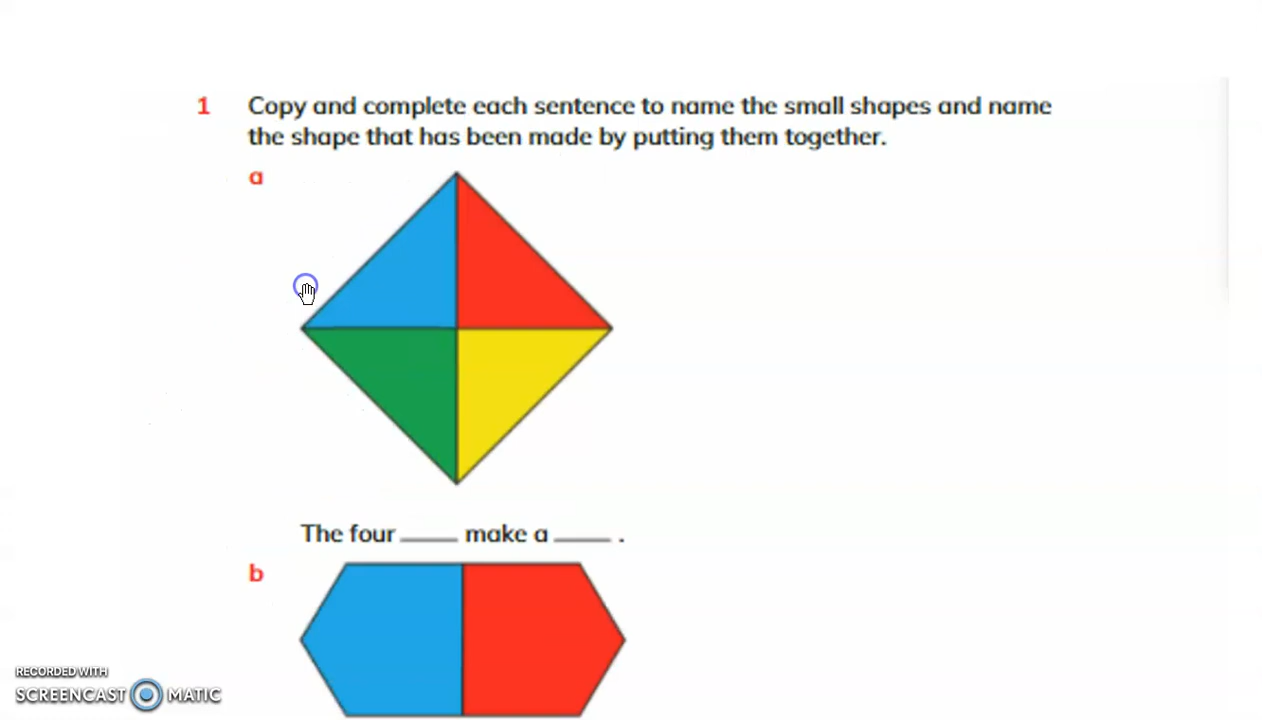 1 Copy and complete each sentence to name the small shapes and name
the shape that has been made by putting them together.
a
The four ____ make a ____ .
b
RECORDED WITH
SCREENCAST MATIC